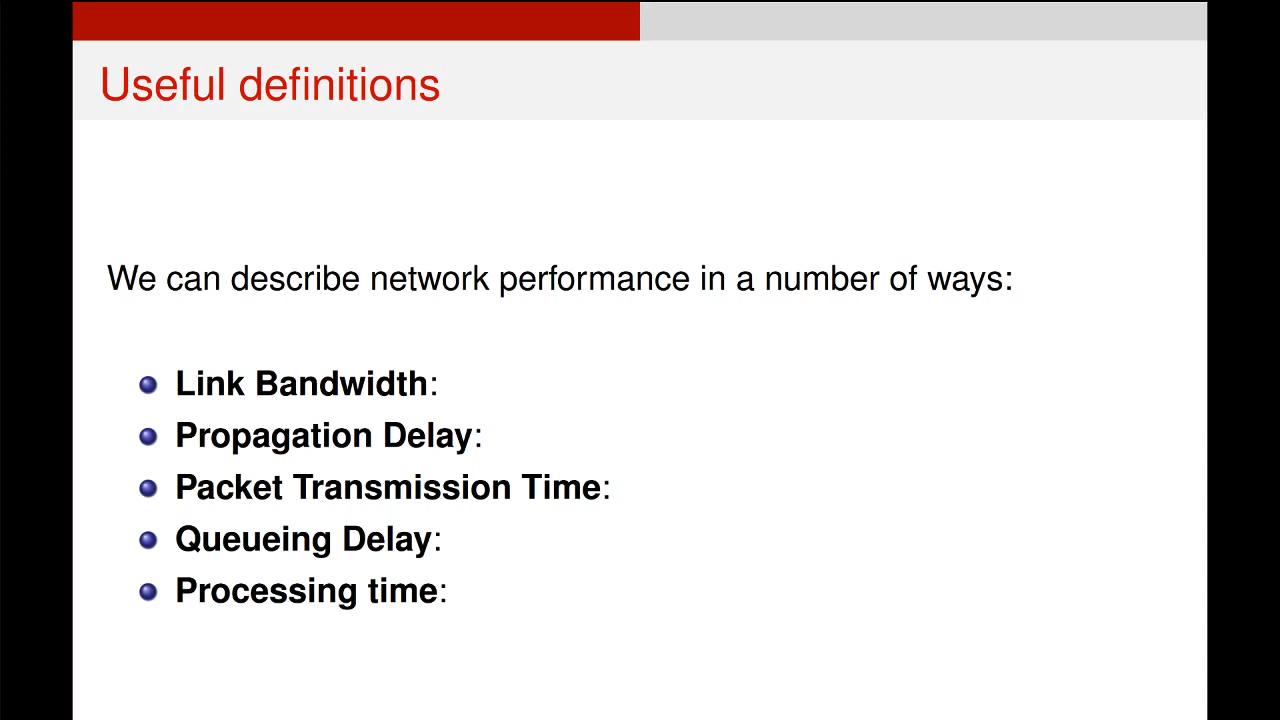 Useful definitions
We can describe network performance in a number of ways:
Link Bandwidth:
Propagation Delay:
Packet Transmission Time:
Queueing Delay:
Processing time: